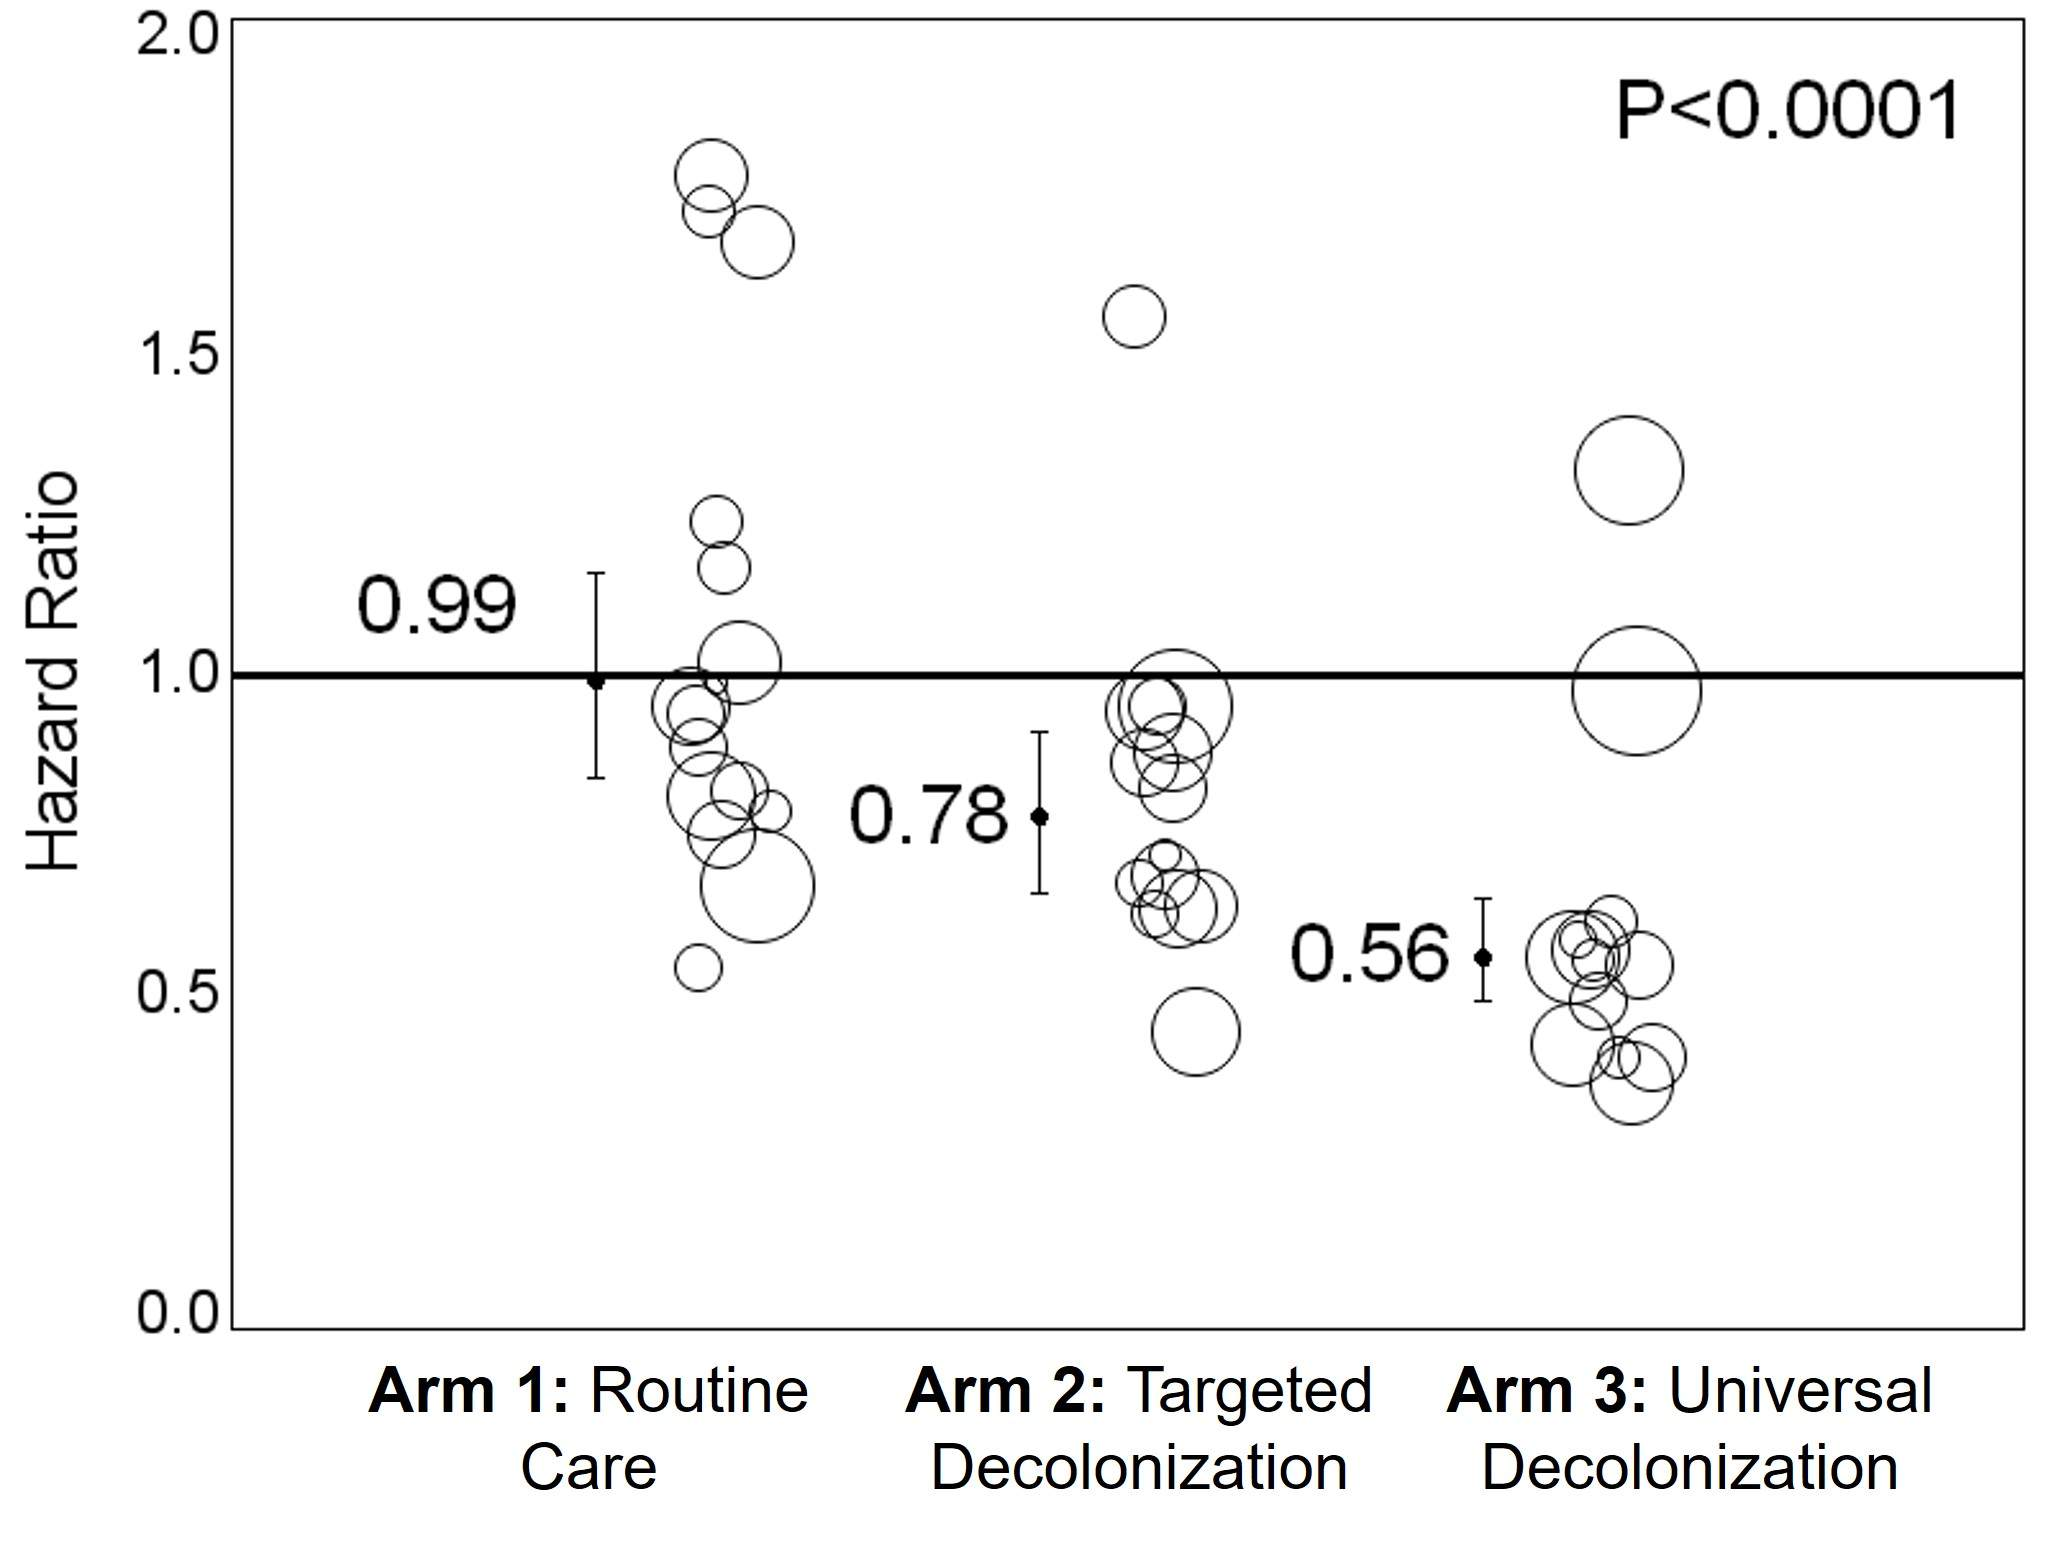 2.0
P<0.0001
1.5
Hazard Ratio
0.99
1.0
0.78
0.56
0.5
0.0
Arm 1: Routine
Care
Arm 2: Targeted
Decolonization
Arm 3: Universal
Decolonization